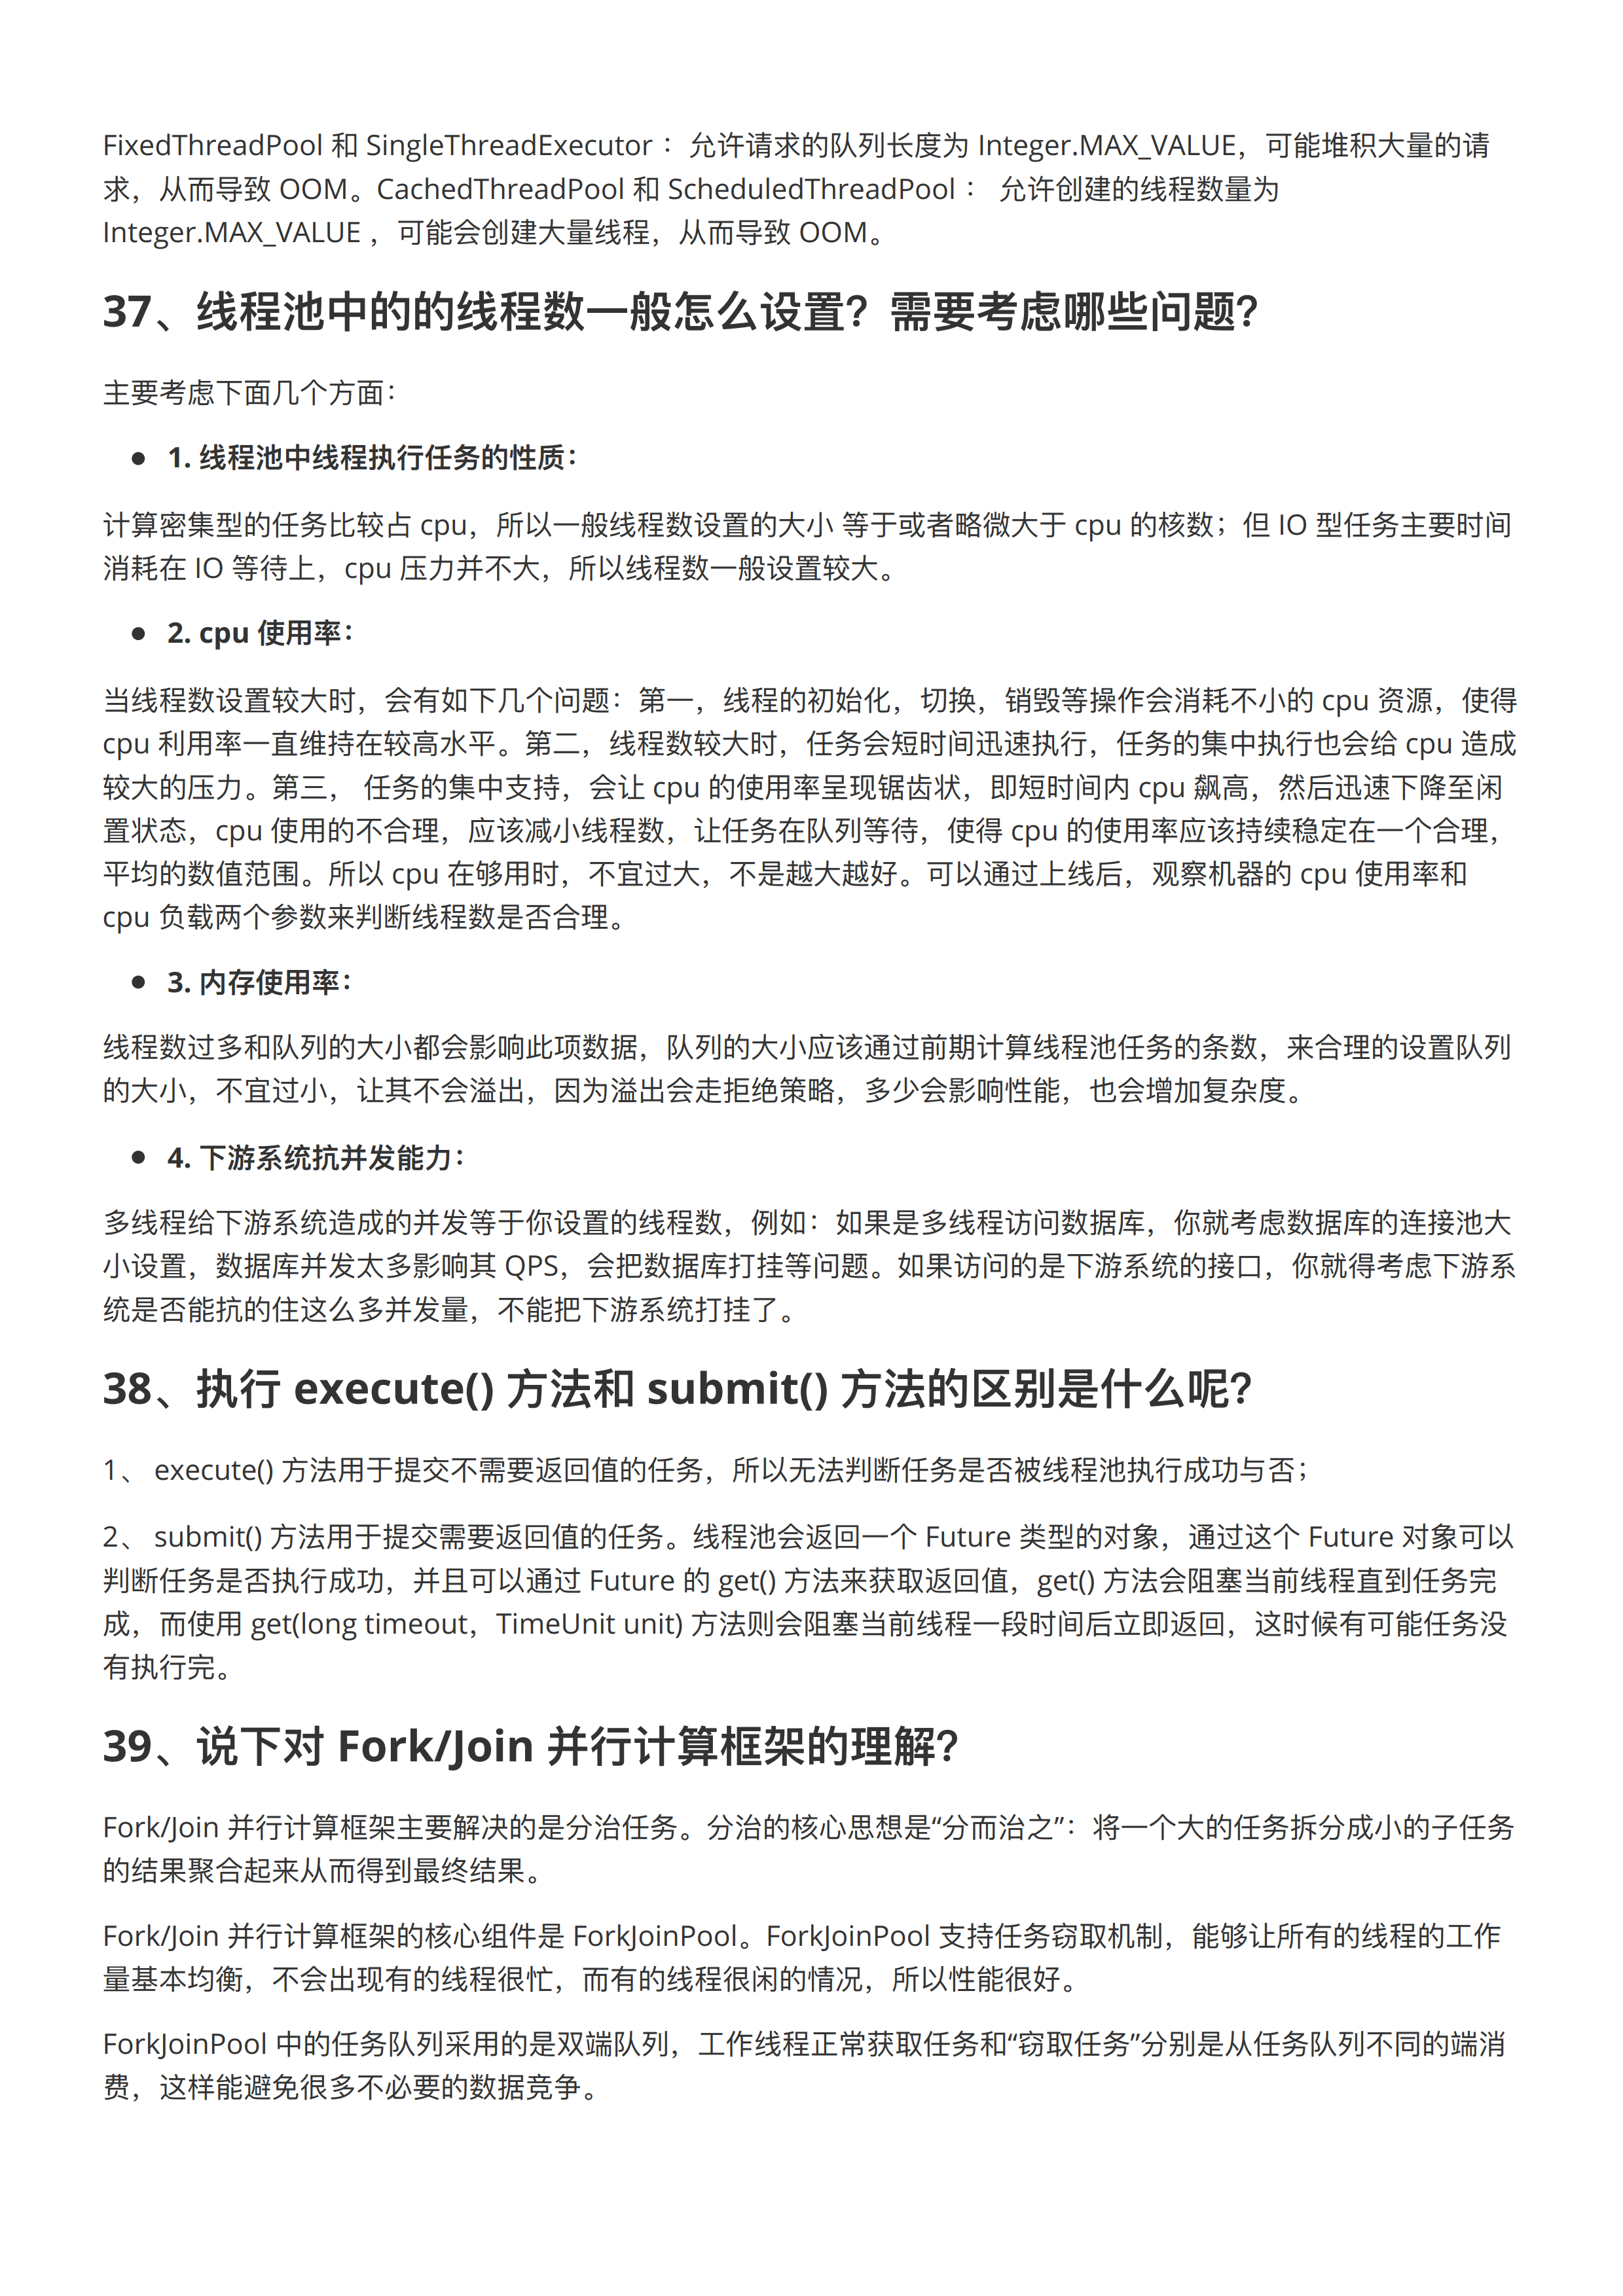 FixedThreadPool 和 SingleThreadExecutor ： 允许请求的队列长度为 Integer.MAX_VALUE，可能堆积大量的请
求，从而导致 OOM。CachedThreadPool 和 ScheduledThreadPool ： 允许创建的线程数量为
Integer.MAX_VALUE ，可能会创建大量线程，从而导致 OOM。
37、线程池中的的线程数一般怎么设置？需要考虑哪些问题？
主要考虑下面几个方面：
● 1. 线程池中线程执行任务的性质：
计算密集型的任务比较占 cpu，所以一般线程数设置的大小 等于或者略微大于 cpu 的核数；但 IO 型任务主要时间
消耗在 IO 等待上，cpu 压力并不大，所以线程数一般设置较大。
● 2. cpu 使用率：
当线程数设置较大时，会有如下几个问题：第一，线程的初始化，切换，销毁等操作会消耗不小的 cpu 资源，使得
cpu 利用率一直维持在较高水平。第二，线程数较大时，任务会短时间迅速执行，任务的集中执行也会给 cpu 造成
较大的压力。第三， 任务的集中支持，会让 cpu 的使用率呈现锯齿状，即短时间内 cpu 飙高，然后迅速下降至闲
置状态，cpu 使用的不合理，应该减小线程数，让任务在队列等待，使得 cpu 的使用率应该持续稳定在一个合理，
平均的数值范围。所以 cpu 在够用时，不宜过大，不是越大越好。可以通过上线后，观察机器的 cpu 使用率和
cpu 负载两个参数来判断线程数是否合理。
● 3. 内存使用率：
线程数过多和队列的大小都会影响此项数据，队列的大小应该通过前期计算线程池任务的条数，来合理的设置队列
的大小，不宜过小，让其不会溢出，因为溢出会走拒绝策略，多少会影响性能，也会增加复杂度。
● 4. 下游系统抗并发能力：
多线程给下游系统造成的并发等于你设置的线程数，例如：如果是多线程访问数据库，你就考虑数据库的连接池大
小设置，数据库并发太多影响其 QPS，会把数据库打挂等问题。如果访问的是下游系统的接口，你就得考虑下游系
统是否能抗的住这么多并发量，不能把下游系统打挂了。
38、执行 execute() 方法和 submit() 方法的区别是什么呢？
1、 execute() 方法用于提交不需要返回值的任务，所以无法判断任务是否被线程池执行成功与否；
2、 submit() 方法用于提交需要返回值的任务。线程池会返回一个 Future 类型的对象，通过这个 Future 对象可以
判断任务是否执行成功，并且可以通过 Future 的 get() 方法来获取返回值，get() 方法会阻塞当前线程直到任务完
成，而使用 get(long timeout，TimeUnit unit) 方法则会阻塞当前线程一段时间后立即返回，这时候有可能任务没
有执行完。
39、说下对 Fork/Join 并行计算框架的理解？
Fork/Join 并行计算框架主要解决的是分治任务。分治的核心思想是“分而治之”：将一个大的任务拆分成小的子任务
的结果聚合起来从而得到最终结果。
Fork/Join 并行计算框架的核心组件是 ForkJoinPool。ForkJoinPool 支持任务窃取机制，能够让所有的线程的工作
量基本均衡，不会出现有的线程很忙，而有的线程很闲的情况，所以性能很好。
ForkJoinPool 中的任务队列采用的是双端队列，工作线程正常获取任务和“窃取任务”分别是从任务队列不同的端消
费，这样能避免很多不必要的数据竞争。